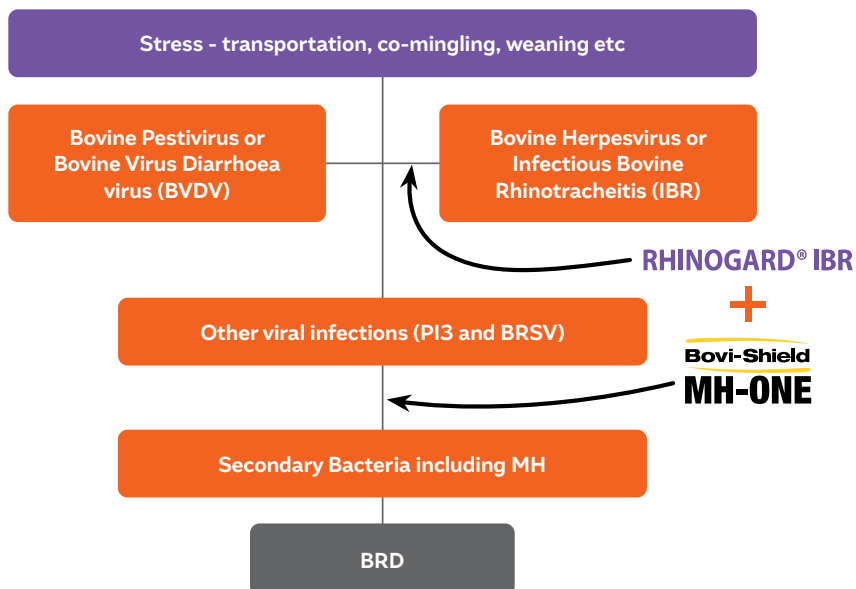 Stress - transportation, co-mingling, weaning etc
Bovine Pestivirus or
Bovine Virus Diarrhoea
virus (BVDV)
Bovine Herpesvirus or
Infectious Bovine
Rhinotracheitis (IBR)
RHINOGARD® IBR
+
Other viral infections (PI3 and BRSV)
Bovi-Shield
MH-ONE
Secondary Bacteria including MH
BRD